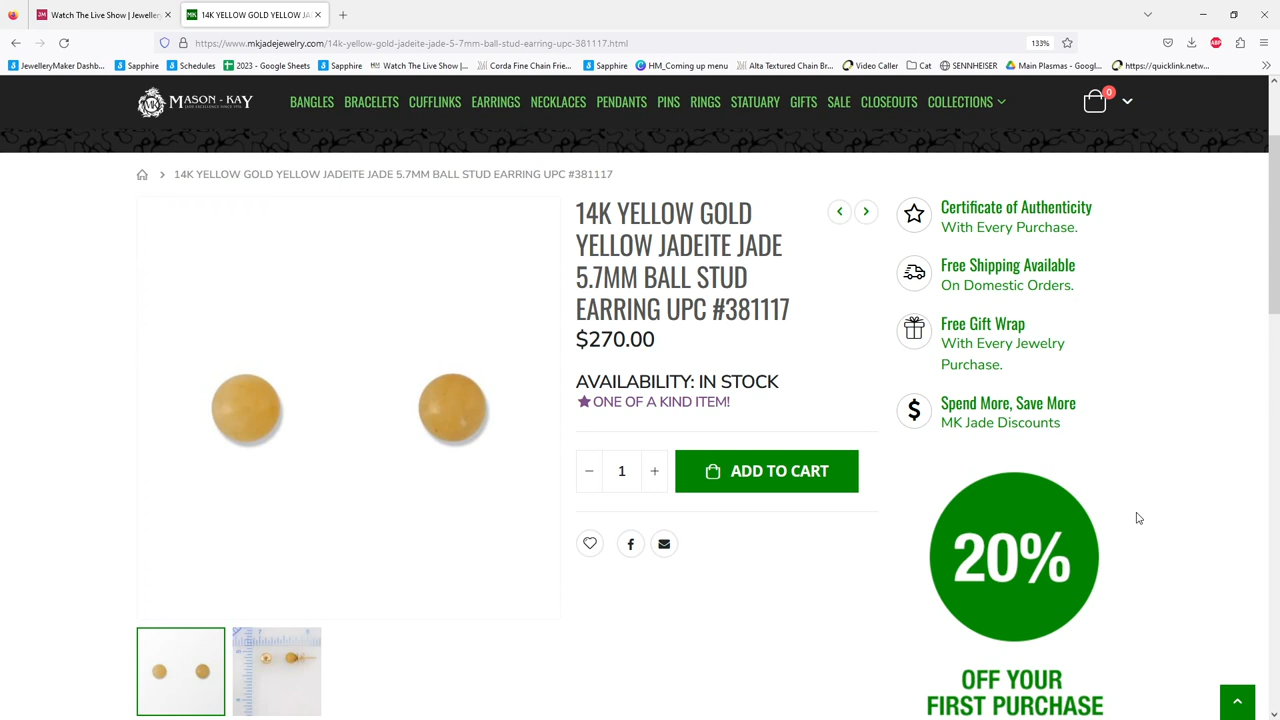 Watch The Live Show | Jeweller
14K YELLOW GOLD YELLOW JA
https://www.mkjadejewelry.com/14k-yellow-gold-jadeite-jade-5-7mm-ball-stud-earring-upc-381117.html
133%
JewelleryMaker Dashb...
Sapphire
Schedules
2023 - Google Sheets
Sapphire
Watch The Live Show |...
Corda Fine Chain Frie...
Sapphire
HM_Coming up menu
Alta Textured Chain Er...
Video Caller
Cat
SENNHEISER
Main Plasmas - Googl...
https://quicklink.netw...
MASON-KAY
BANGLES BRACELETS CUFFLINKS EARRINGS NECKLACES PENDANTS PINS RINGS STATUARY GIFTS SALE CLOSEOUTS COLLECTIONS
0
14K YELLOW GOLD YELLOW JADEITE JADE 5.7MM BALL STUD EARRING UPC #381117
14K YELLOW GOLD
YELLOW JADEITE JADE
5.7MM BALL STUD
EARRING UPC #381117
$270.00
AVAILABILITY: IN STOCK
ONE OF A KIND ITEM!
1
ADD TO CART
Certificate of Authenticity
With Every Purchase.
Free Shipping Available
On Domestic Orders.
Free Gift Wrap
With Every Jewelry
Purchase.
Spend More, Save More
MK Jade Discounts
20%
OFF YOUR
FIRST PURCHASE